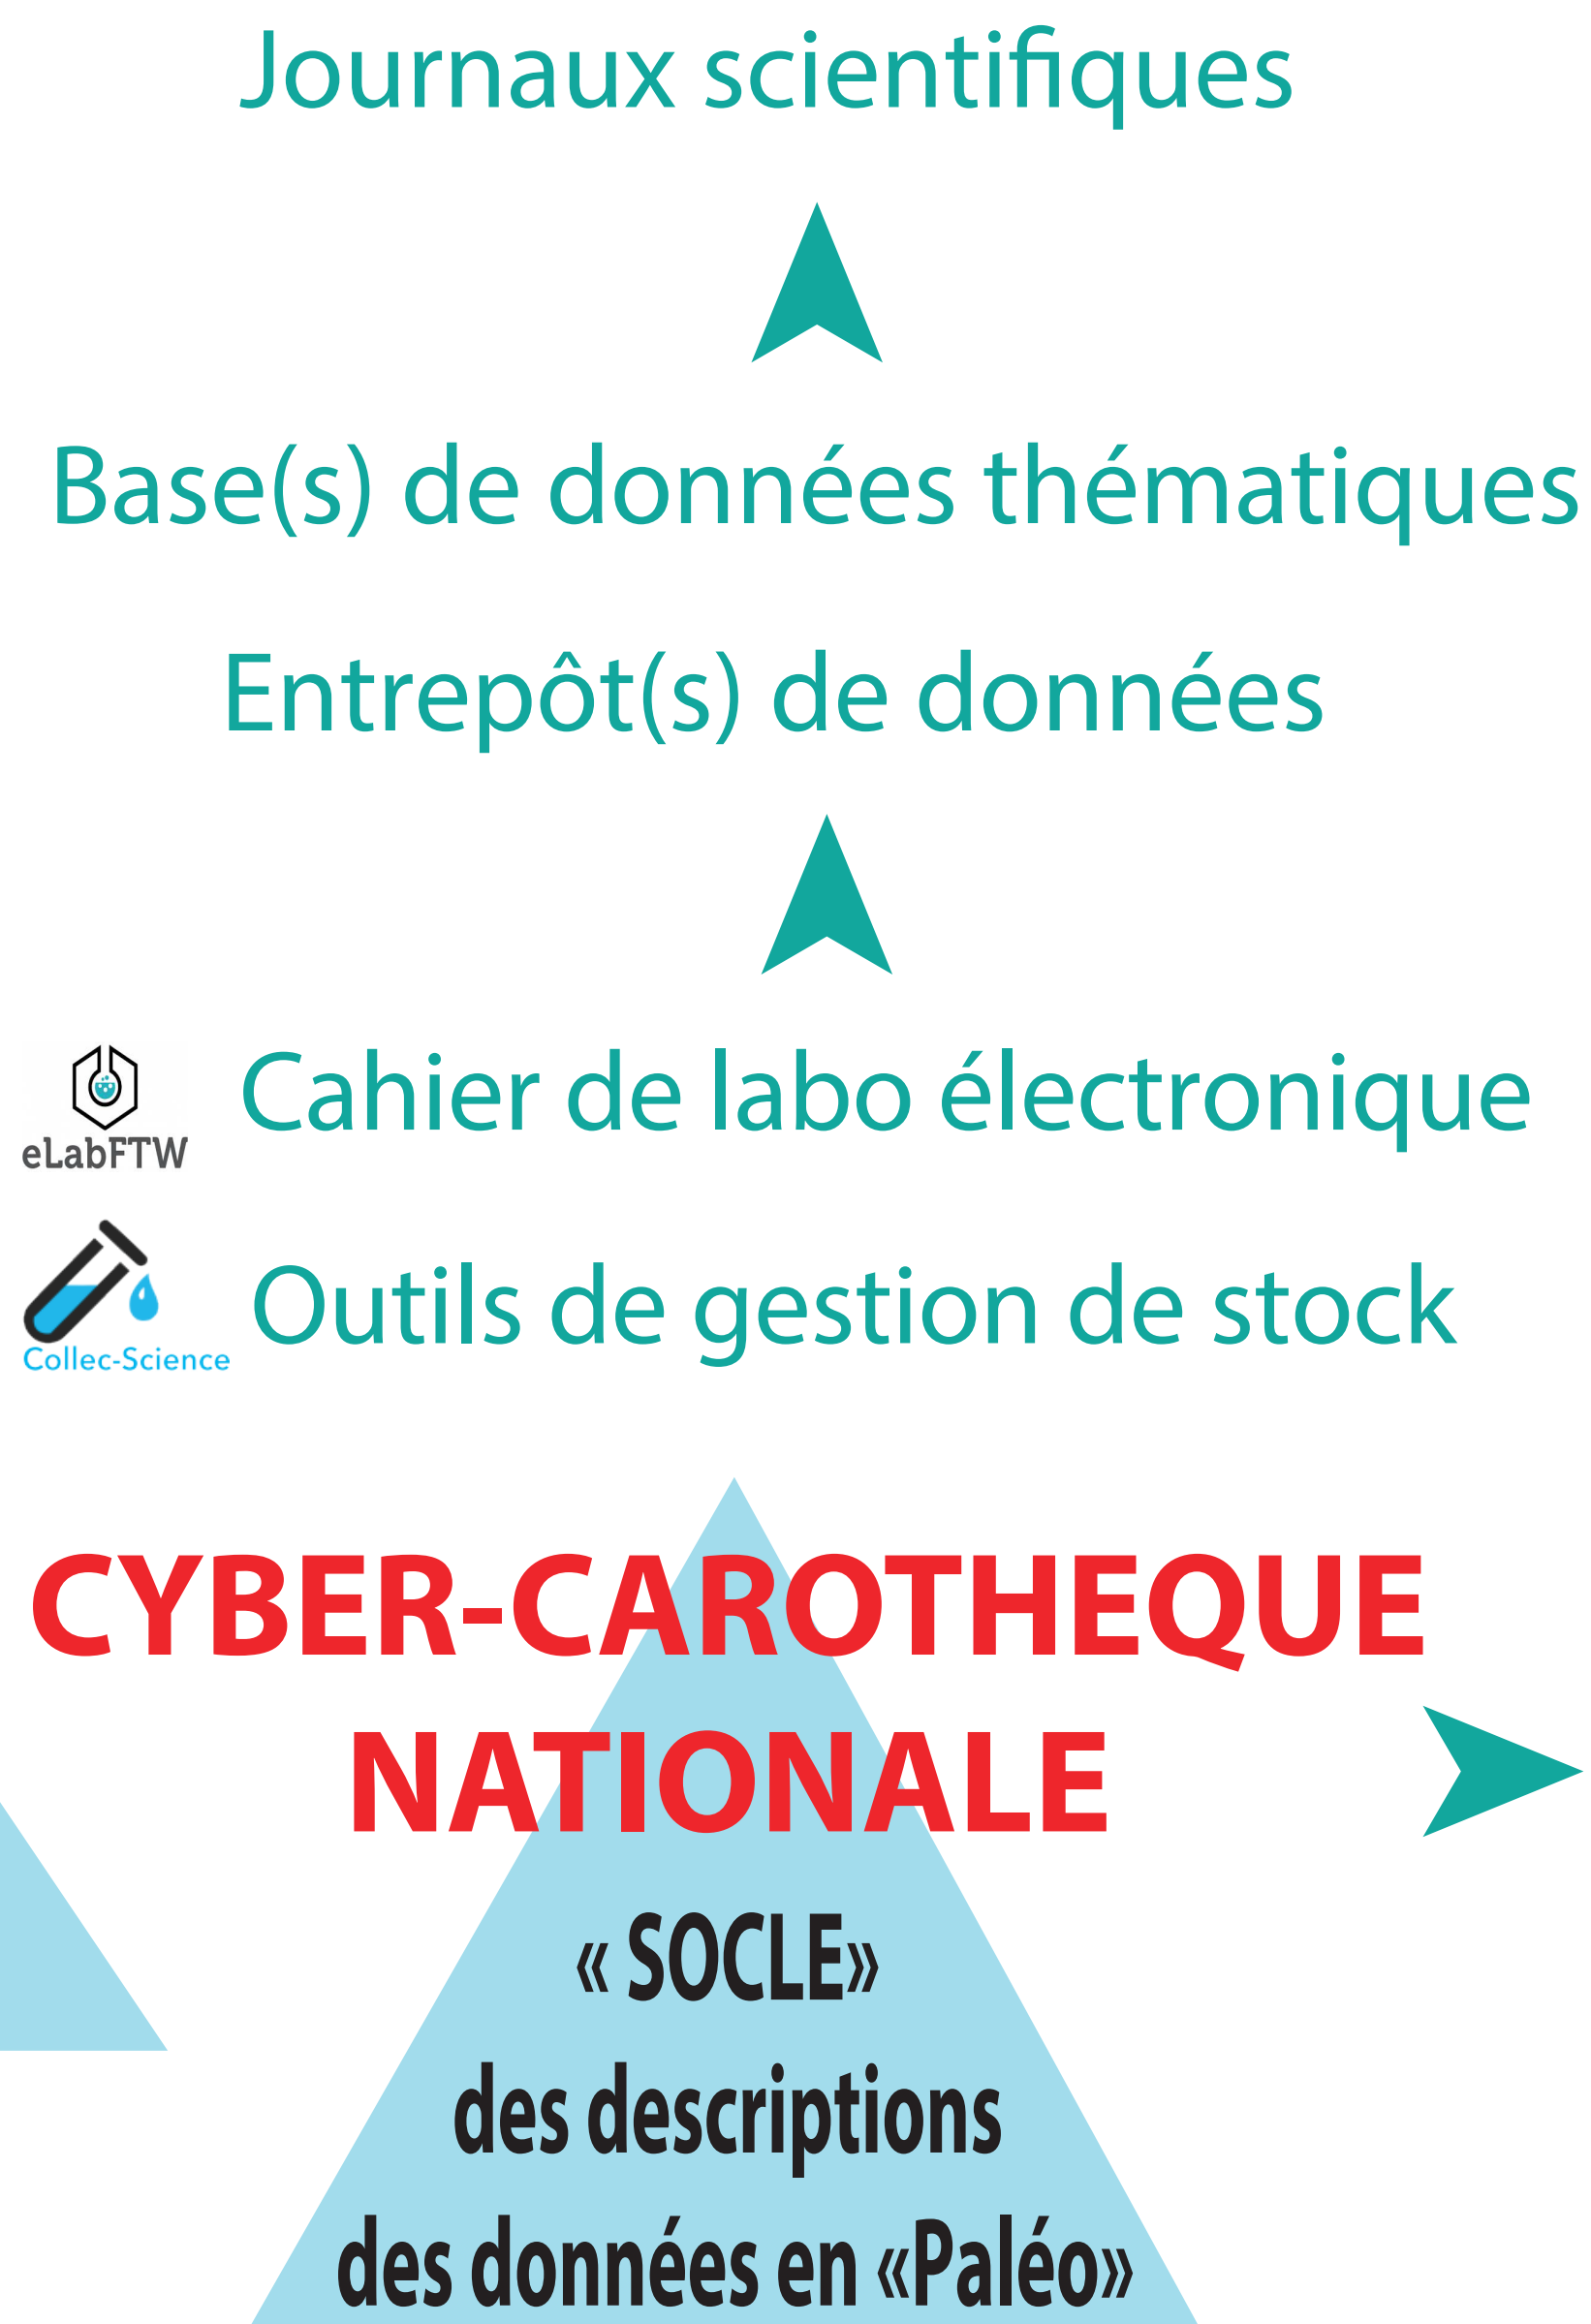 Journaux scientifiques
Base(s) de données thématiques
Entrepôt(s) de données
eLabFTW
Cahier de labo électronique
Collec-Science
Outils de gestion de stock
CYBER-CAROTHEQUE
NATIONALE
« SOCLE»
des descriptions
des données en «Paléo»